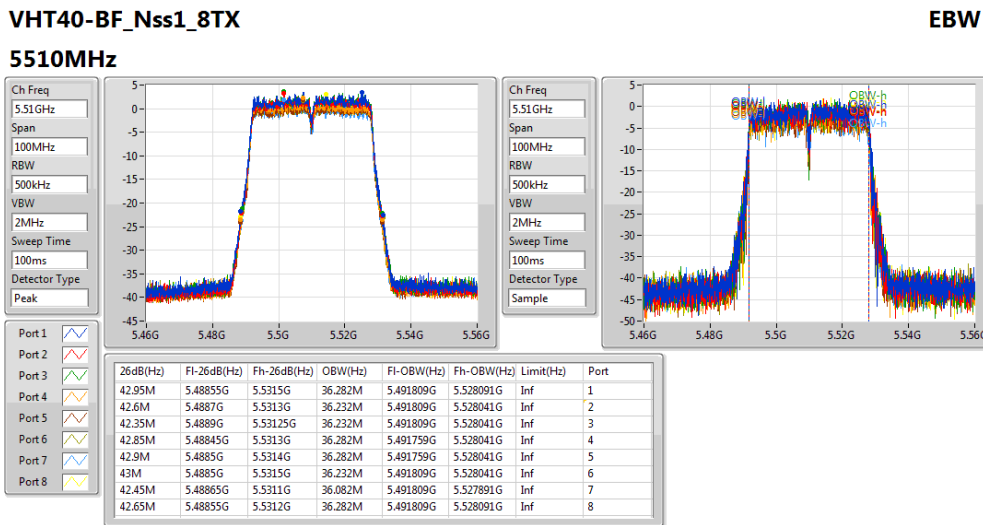 VHT40-BF_Nss1_8TX
EBW
5510MHz
Ch Freq
5.51GHz
Span
100MHz
RBW
500kHz
VBW
2MHz
Sweep Time
100ms
Detector Type
Peak
5
0
-5
-10
-15
-20
-25
-30
-35
-40
-45
5.46G 5.48G 5.5G 5.52G 5.54G 5.56G
Ch Freq
5.51GHz
Span
100MHz
RBW
500kHz
VBW
2MHz
Sweep Time
100ms
Detector Type
Sample
5
0
-5
-10
-15
-20
-25
-30
-35
-40
-45
-50
OBW-h
5.46G 5.48G 5.5G 5.52G 5.54G 5.56G
Port 1
Port 2
Port 3
Port 4
Port 5
Port 6
Port 7
Port 8
26dB(Hz) Fl-26dB(Hz) Fh-26dB(Hz) OBW(Hz) Fl-OBW(Hz) Fh-OBW(Hz) Limit(Hz) Port
42.95M 5.48855G 5.5315G 36.282M 5.491809G 5.528091G Inf 1
42.6M 5.4887G 5.5313G 36.232M 5.491809G 5.528041G Inf 2
42.35M 5.4889G 5.53125G 36.232M 5.491809G 5.528041G Inf 3
42.85M 5.48845G 5.5313G 36.282M 5.491759G 5.528041G Inf 4
42.9M 5.4885G 5.5314G 36.282M 5.491759G 5.528041G Inf 5
43M 5.4885G 5.5315G 36.232M 5.491809G 5.528041G Inf 6
42.45M 5.48865G 5.5311G 36.082M 5.491809G 5.527891G Inf 7
42.65M 5.48855G 5.5312G 36.232M 5.491809G 5.528041G Inf 8